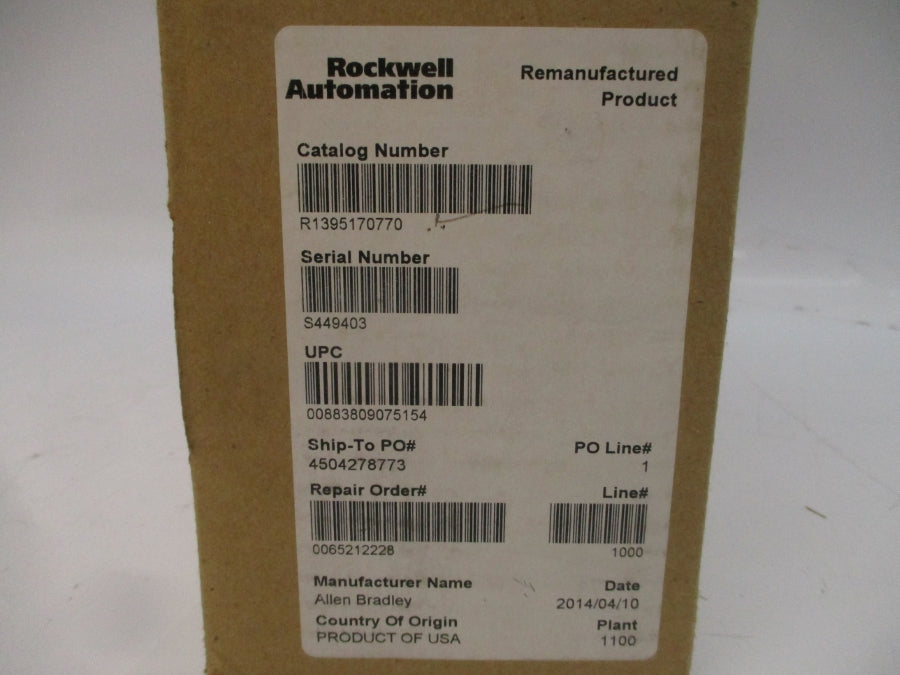 Rockwell Automation
Remanufactured Product
Catalog Number
R1395170770
Serial Number
S449403
UPC
00883809075154
Ship-To PO# PO Line#
4504278773 1
Repair Order# Line#
0065212228 1000
Manufacturer Name Date
Allen Bradley 2014/04/10
Country Of Origin Plant
PRODUCT OF USA 1100